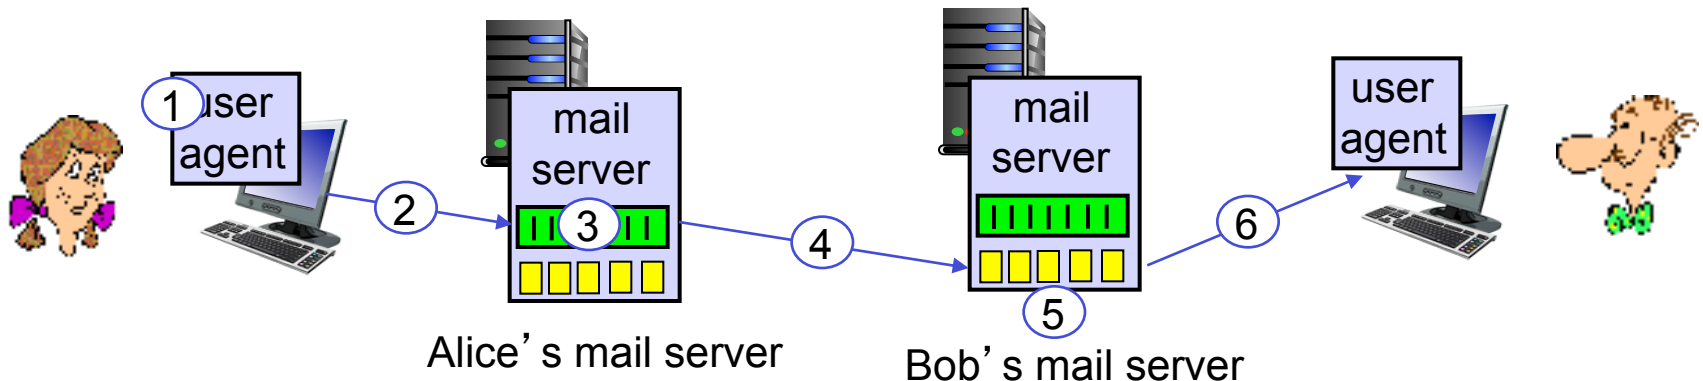 1
user
agent
2
mail
server
3
Alice’s mail server
4
mail
server
5
Bob’s mail server
6
user
agent